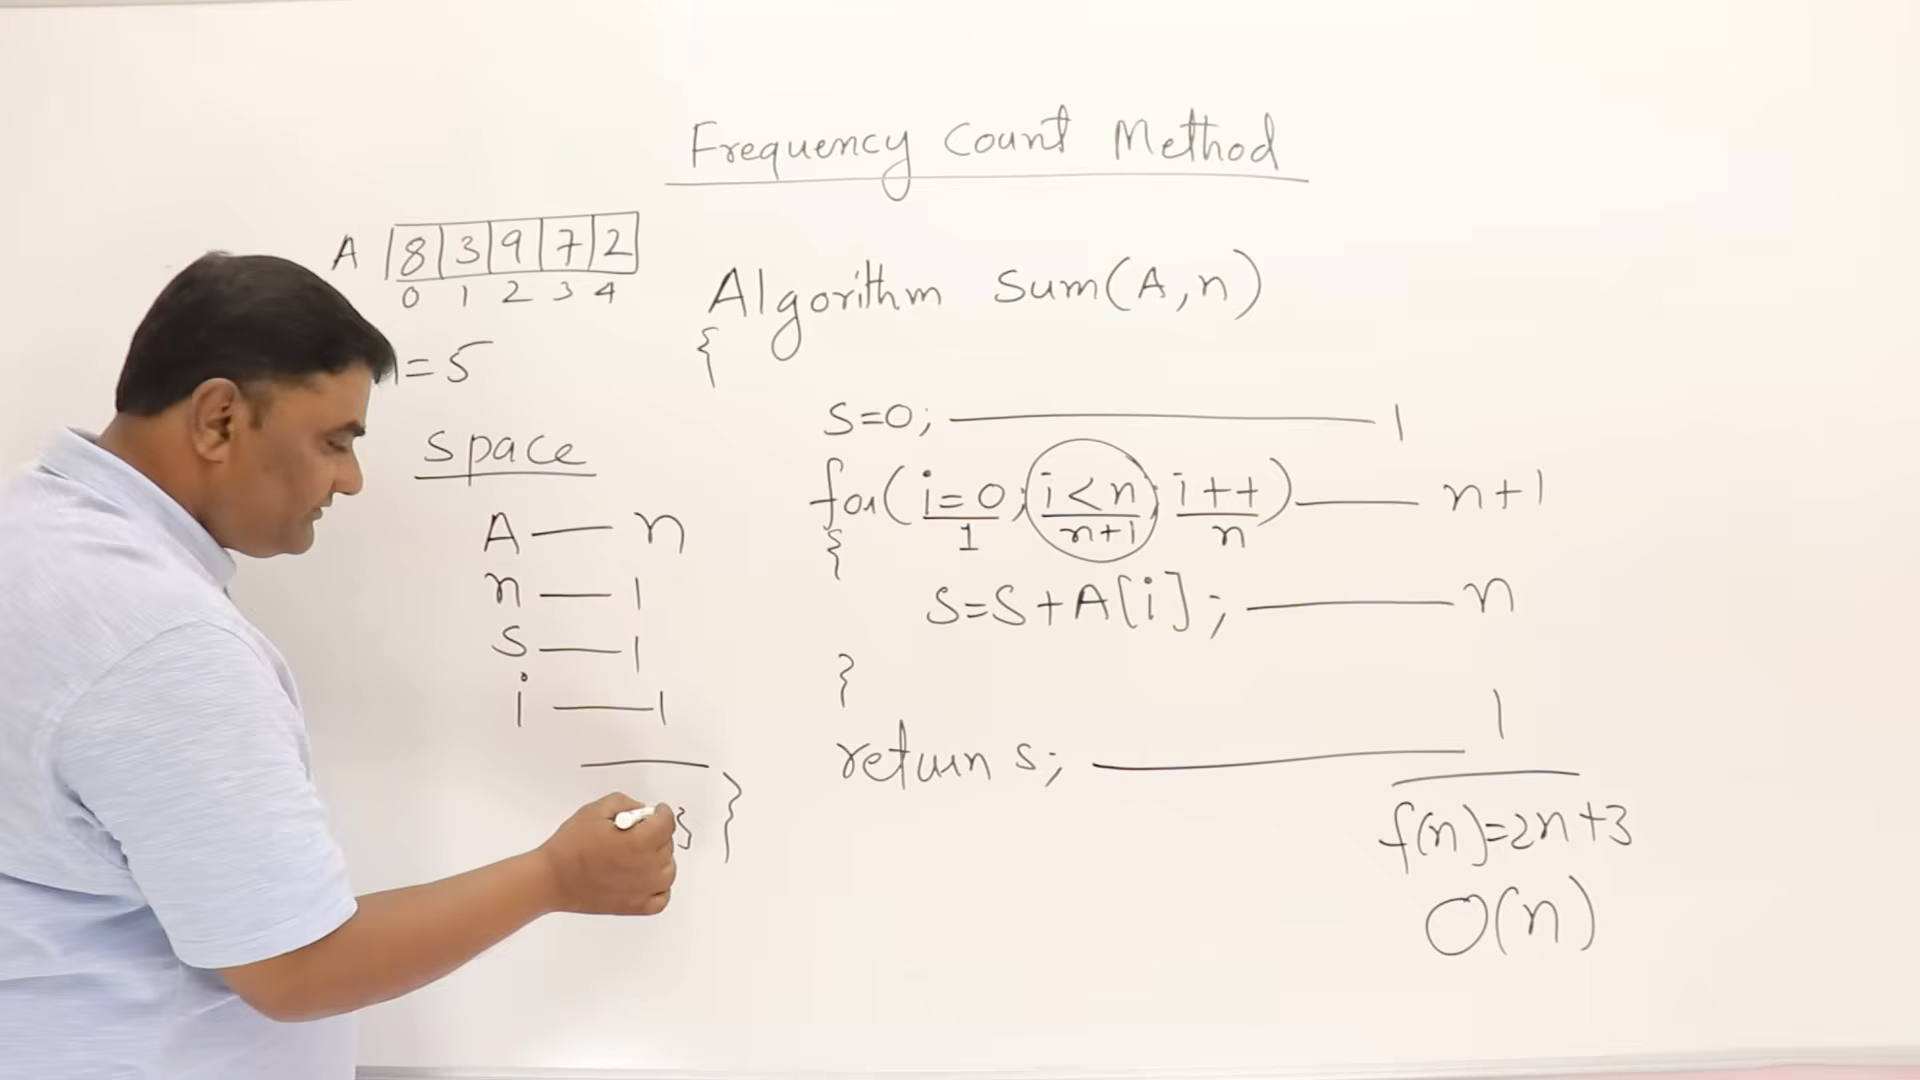 Frequency Count Method
A 8 3 9 7 2
0 1 2 3 4
=5
Space
A — n
n — 1
S — 1
i — 1
3
Algorithm Sum(A,n)
{
S=0; — 1
for(i=0; i<n; i++) — n+1
1 n+1 n
{
S=S+A[i]; — n
}
return s; — 1
}
f(n)=2n+3
O(n)